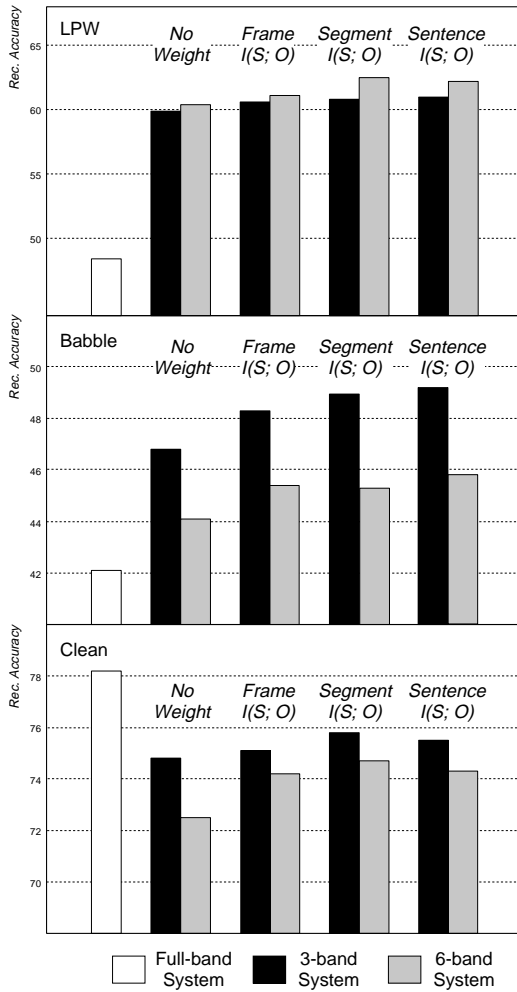 LPW
Rec. Accuracy
No Weight
Frame I(S; O)
Segment I(S; O)
Sentence I(S; O)
65
60
55
50
Babble
Rec. Accuracy
No Weight
Frame I(S; O)
Segment I(S; O)
Sentence I(S; O)
50
48
46
44
42
Clean
Rec. Accuracy
No Weight
Frame I(S; O)
Segment I(S; O)
Sentence I(S; O)
78
76
74
72
70
Full-band System
3-band System
6-band System